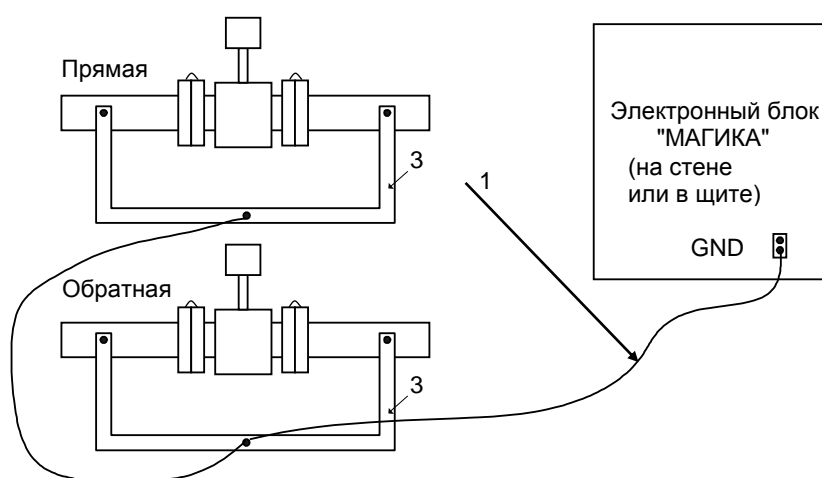 Прямая
3
1
Электронный блок
"МАГИКА"
(на стене
или в щите)
GND
Обратная
3